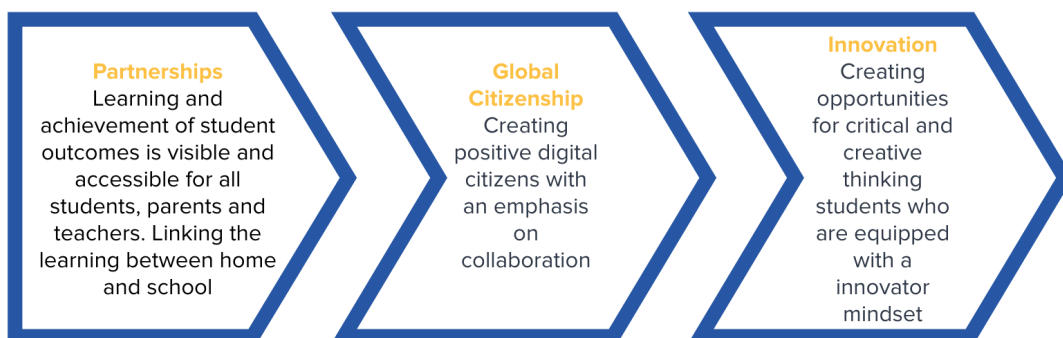 Partnerships
Learning and
achievement of student
outcomes is visible and
accessible for all
students, parents and
teachers. Linking the
learning between home
and school
Global
Citizenship
Creating
positive digital
citizens with
an emphasis
on
collaboration
Innovation
Creating
opportunities
for critical and
creative
thinking
students who
are equipped
with a
innovator
mindset